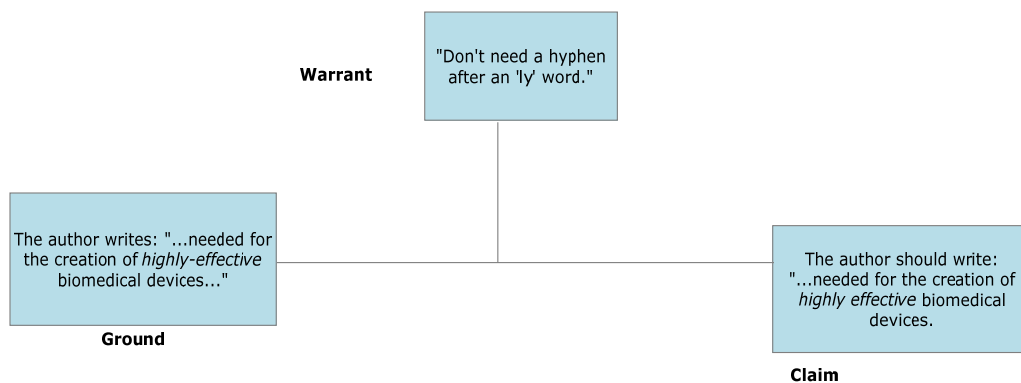 Warrant
"Don't need a hyphen
after an 'ly' word."
The author writes: "...needed for
the creation of highly-effective
biomedical devices..."
Ground
The author should write:
"...needed for the creation of
highly effective biomedical
devices.
Claim